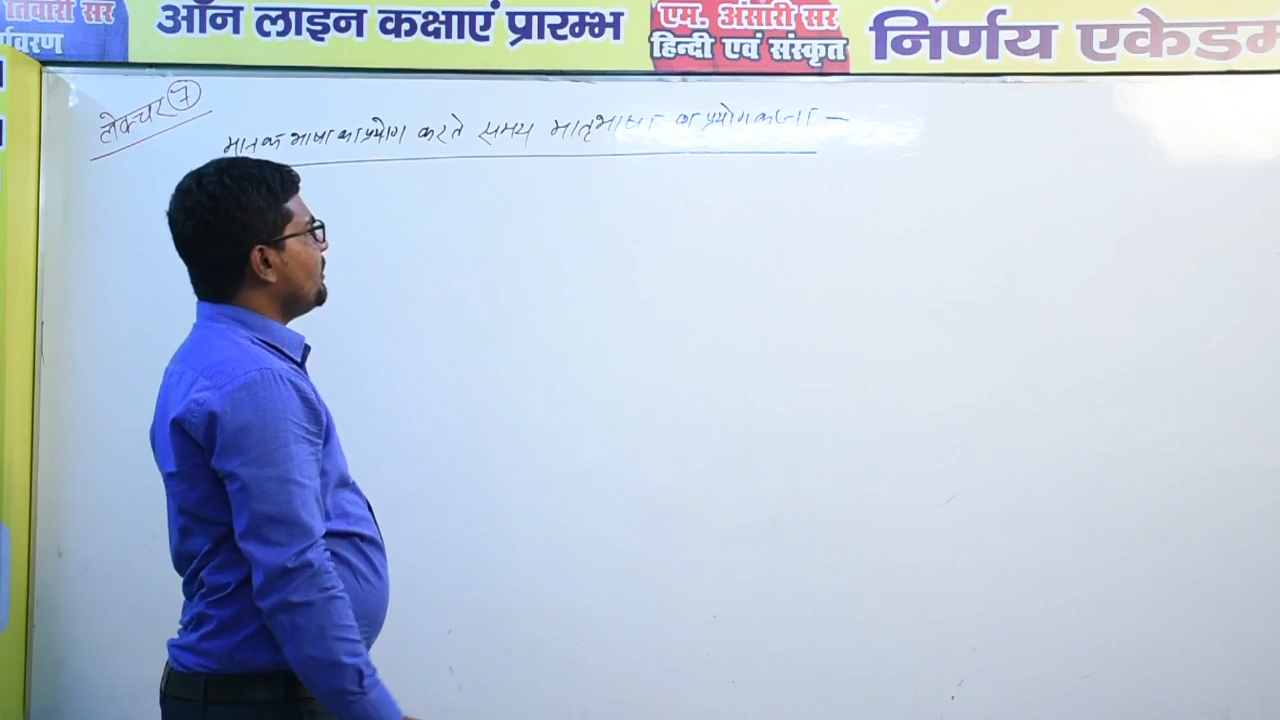 तिवारी सर
र्यावरण
ऑन लाइन कक्षाएं प्रारम्भ
एम. अंसारी सर
हिन्दी एवं संस्कृत
निर्णय एकेडम
लेक्चर 7
मानक भाषा का प्रयोग करते समय मातृभाषा का प्रयोग करना -